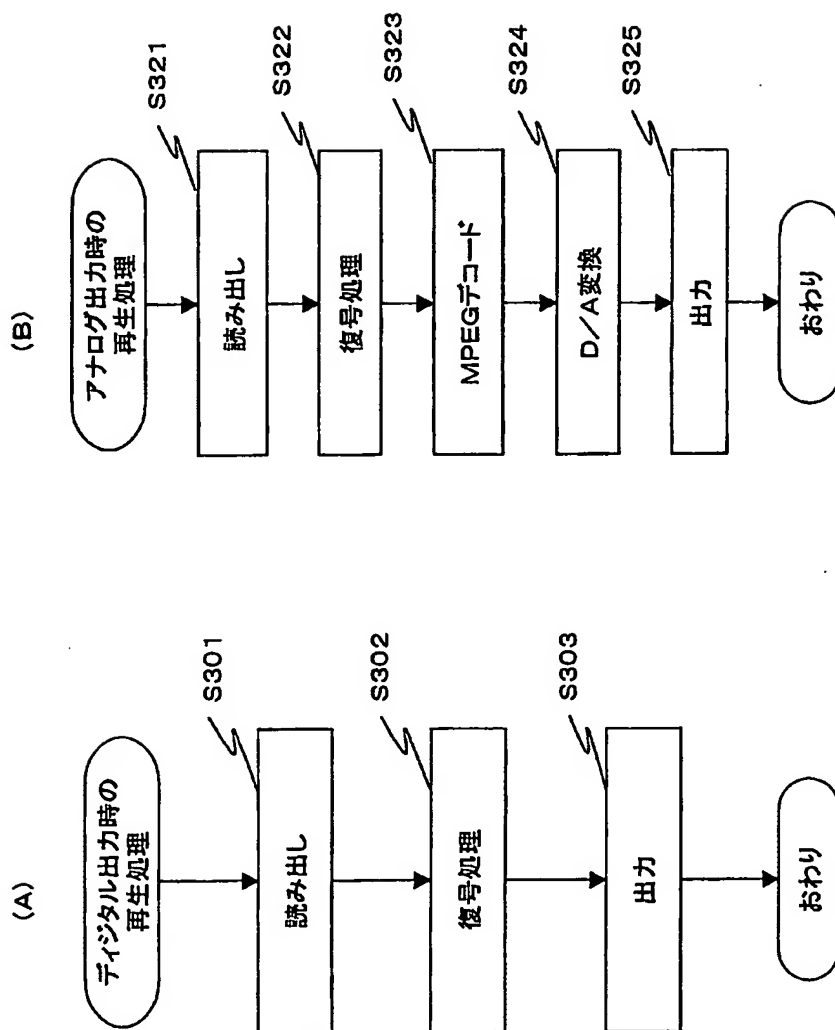 (A)
ディジタル出力時の
再生処理
S301
読み出し
S302
復号処理
S303
出力
おわり
(B)
アナログ出力時の
再生処理
S321
読み出し
S322
復号処理
S323
MPEGデコード
S324
D/A変換
S325
出力
おわり